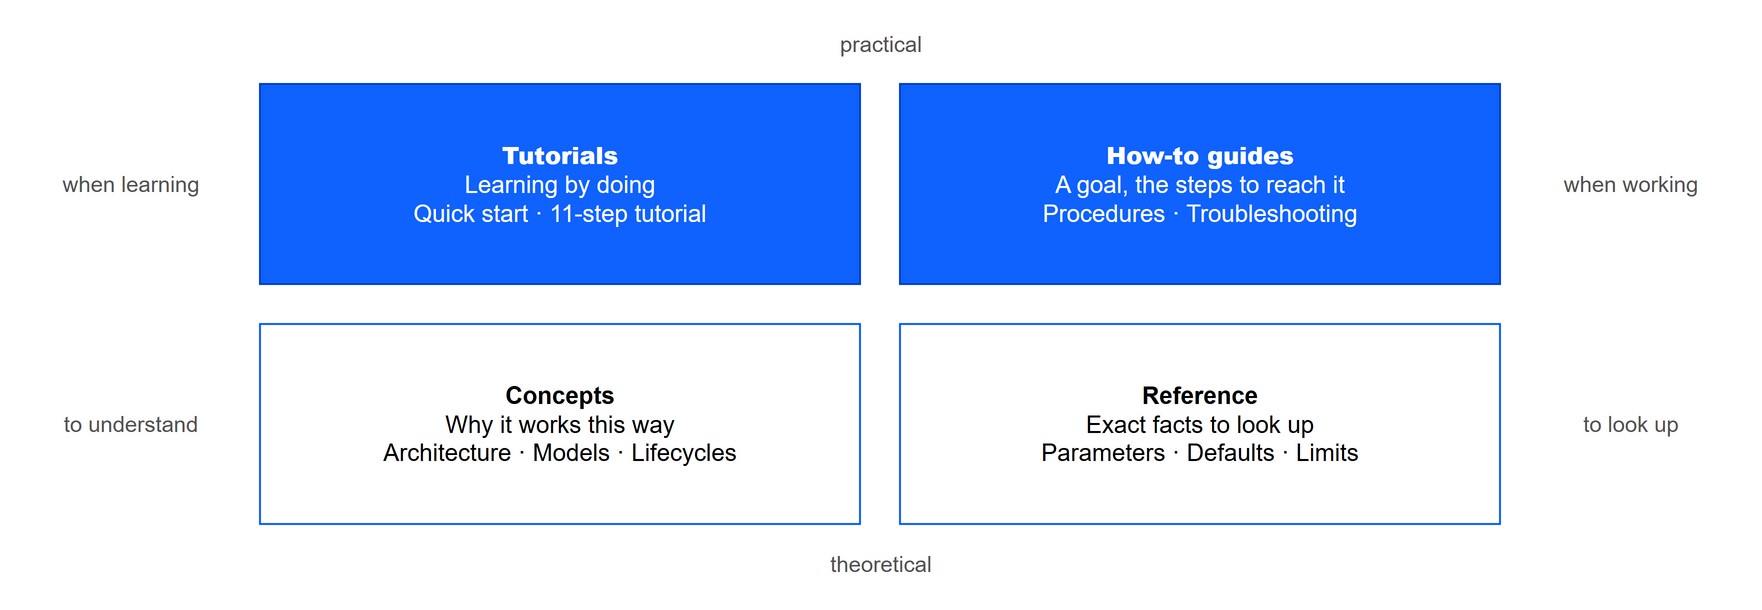 practical
when learning
Tutorials
Learning by doing
Quick start · 11-step tutorial
How-to guides
A goal, the steps to reach it
Procedures · Troubleshooting
when working
to understand
Concepts
Why it works this way
Architecture · Models · Lifecycles
Reference
Exact facts to look up
Parameters · Defaults · Limits
to look up
theoretical